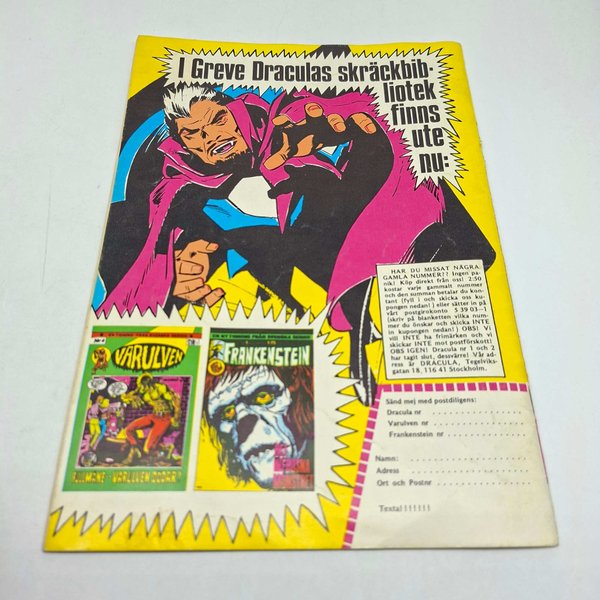 I Greve Draculas skräckbib-
liotek
finns
ute
nu:
HAR DU MISSAT NÅGRA
GAMLA NUMMER?? Ingen pa-
nik! Köp direkt från oss! 2:50
kostar varje gammalt nummer
och den summan betalar du kon-
tant (fyll i och skicka oss ku-
pongen nedan!) eller sätter in på
vårt postgirokonto 5 39 03-1
(skriv på blanketten vilka num-
mer du önskar och skicka INTE
in kupongen nedan!) OBS! Vi
vill INTE ha frimärken och vi
skickar INTE mot postförskott!
OBS IGEN! Dracula nr 1 och 2
har tagit slut, dessvärre! Vår ad-
ress är DRACULA, Tegelviks-
gatan 18, 116 41 Stockholm.
VARULVEN
FRANKENSTEIN
Sänd mej med postdiligens:
Dracula nr
Varulven nr
Frankenstein nr
Namn:
Adress
Ort och Postnr
Texta!!!!!!!